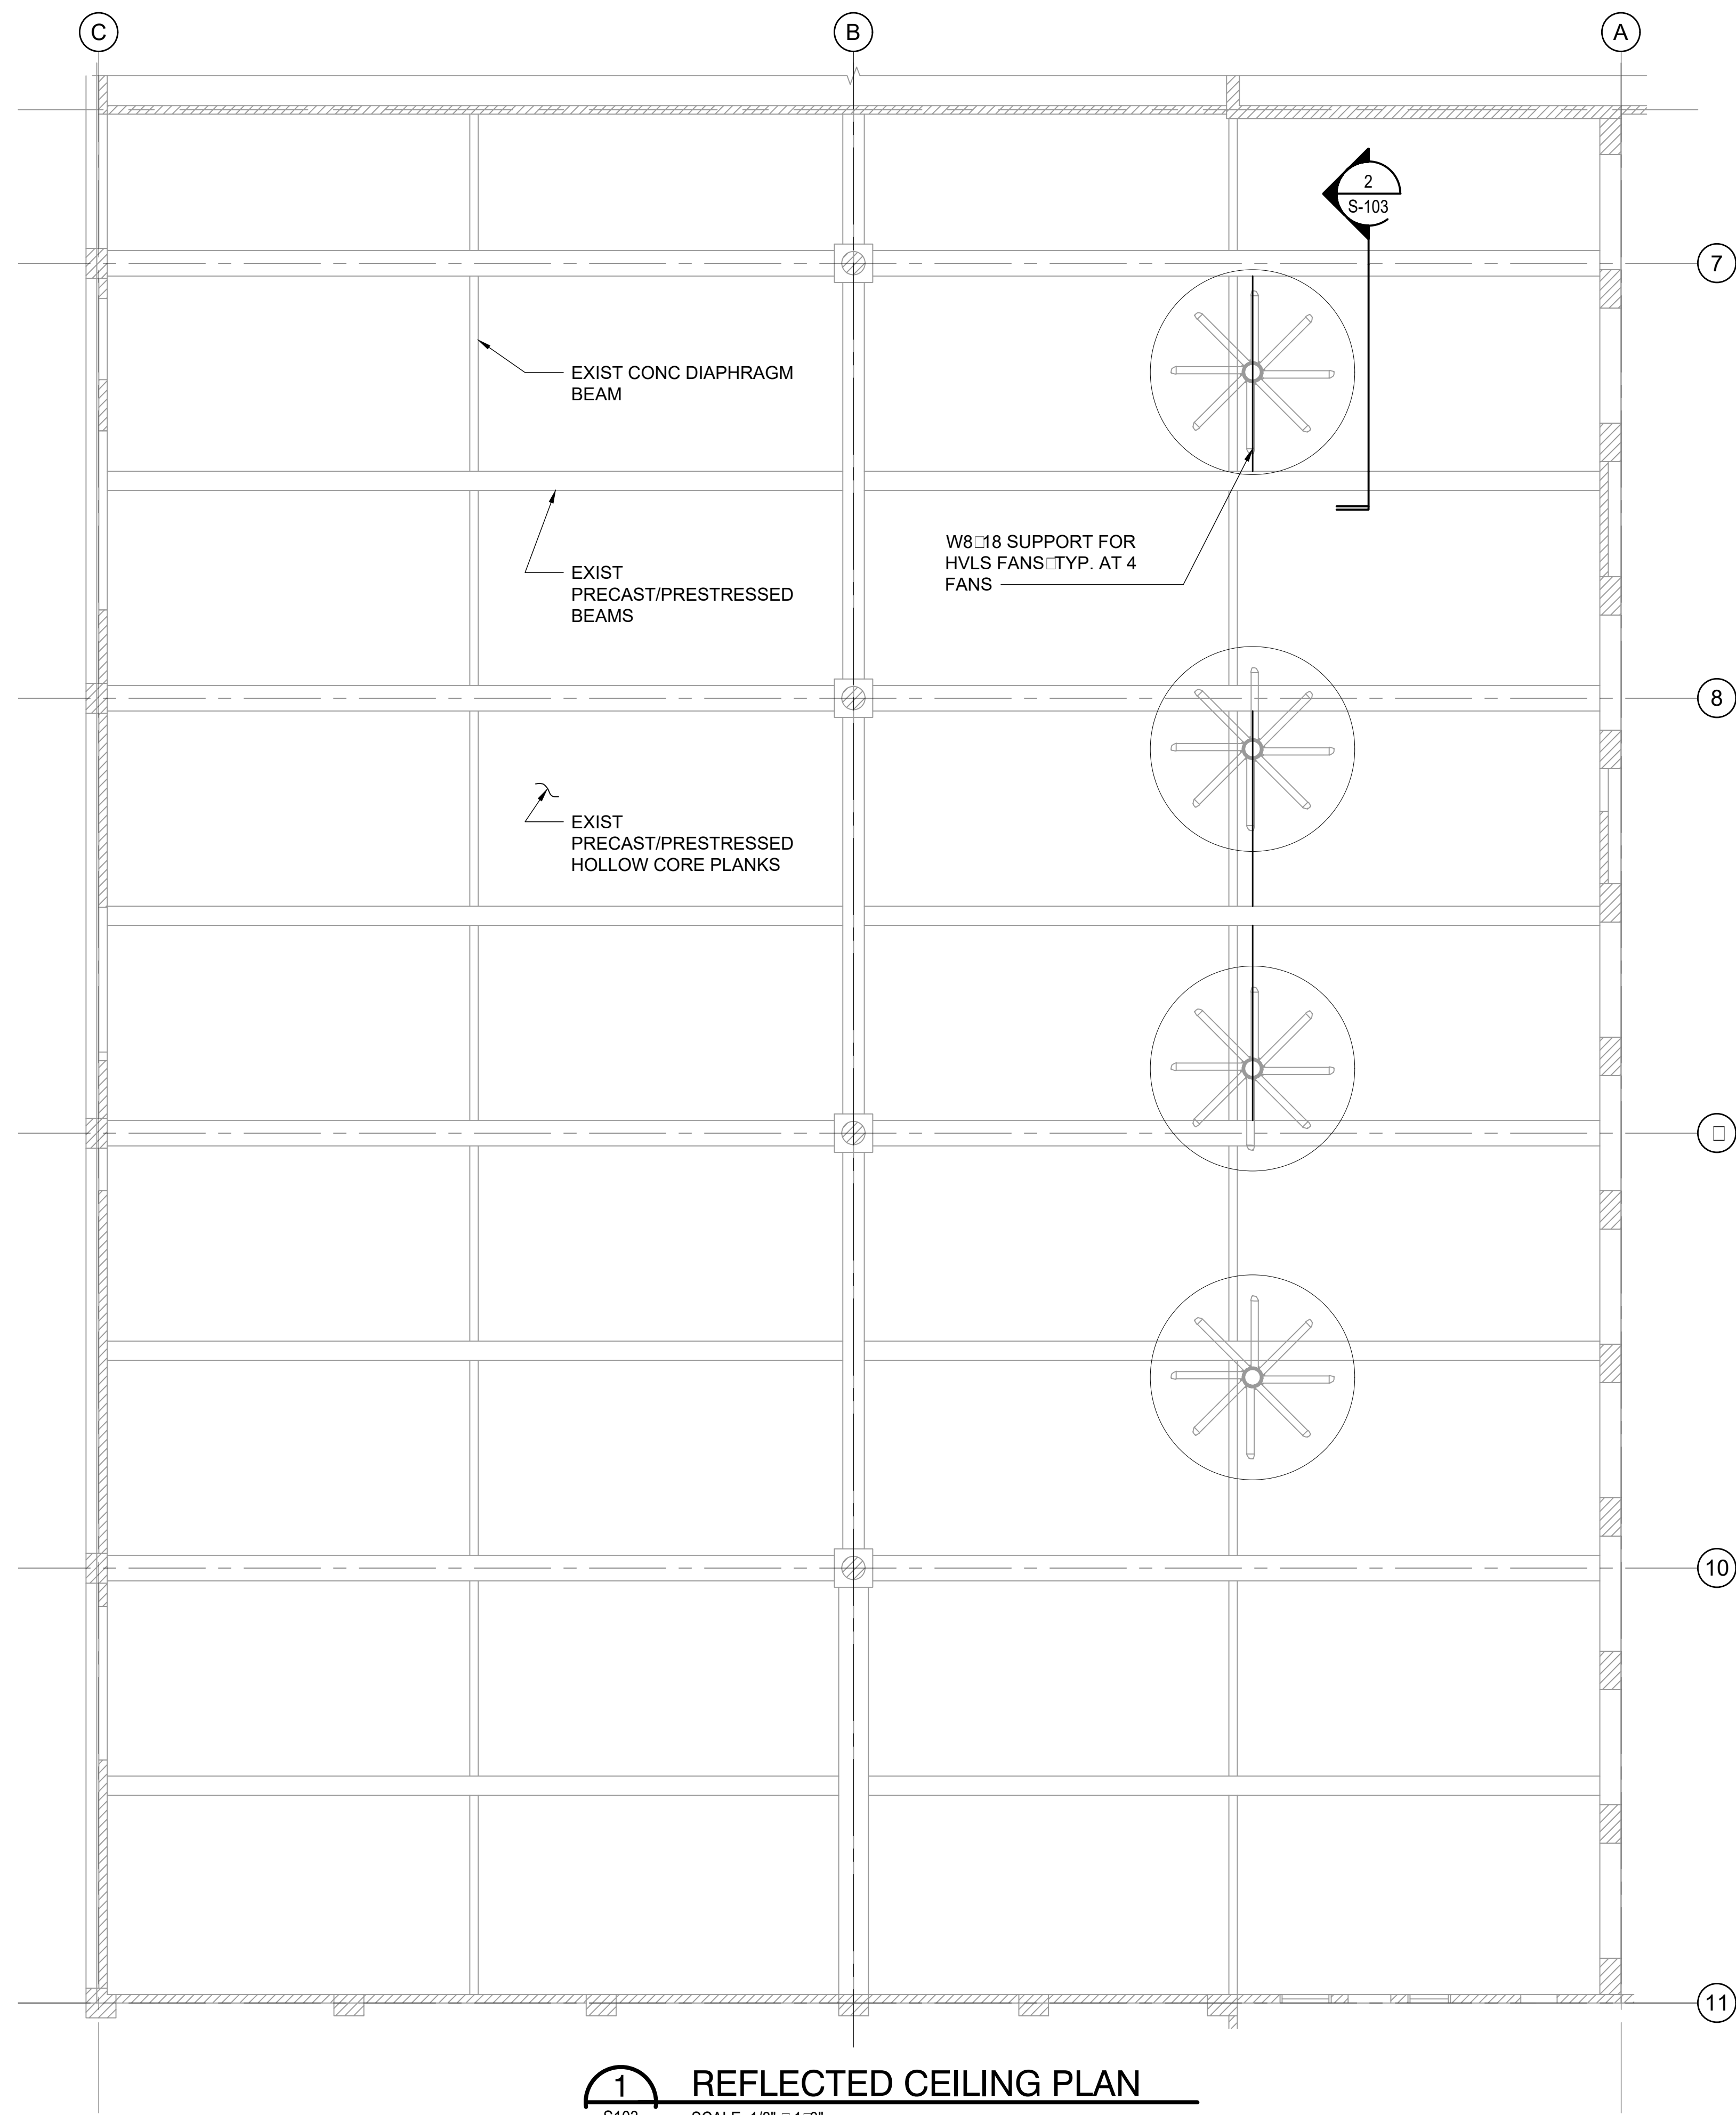 C
B
A
2
S-103
7
EXIST CONC DIAPHRAGM
BEAM
W8□18 SUPPORT FOR
HVLS FANS□TYP. AT 4
FANS
EXIST
PRECAST/PRESTRESSED
BEAMS
8
EXIST
PRECAST/PRESTRESSED
HOLLOW CORE PLANKS
□
10
11
1
REFLECTED CEILING PLAN